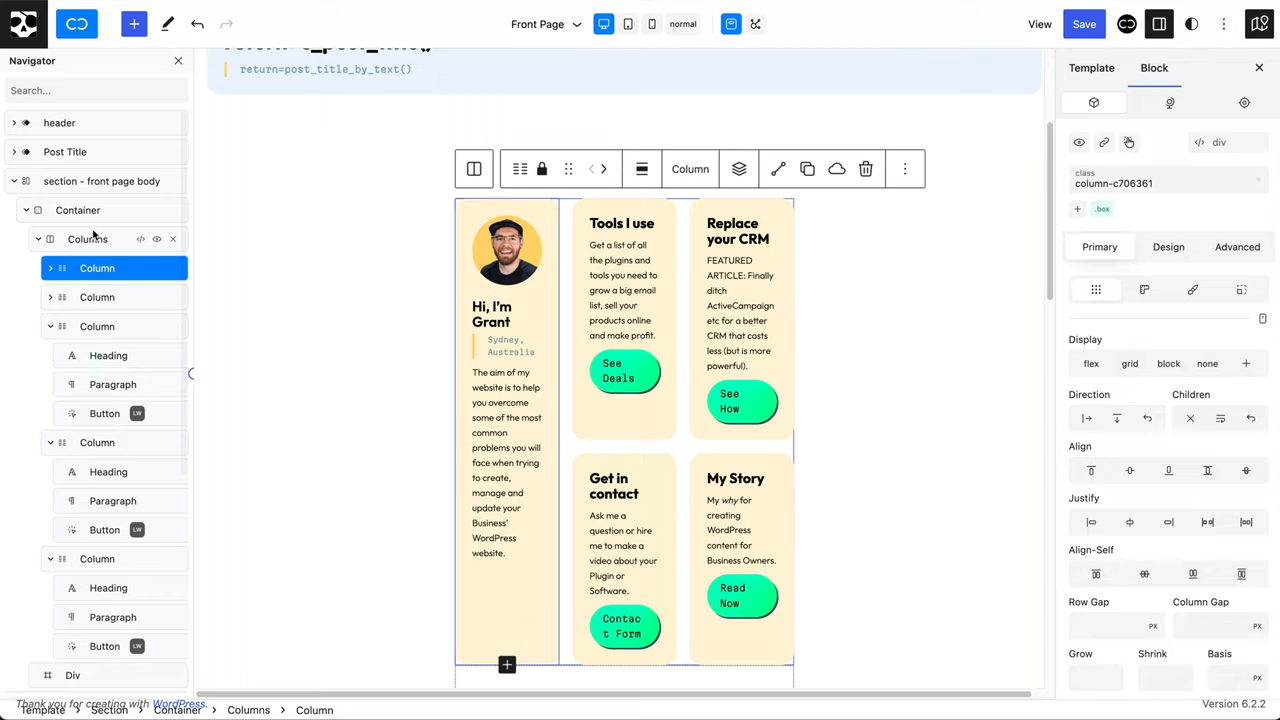 Front Page
normal
View
Save
Navigator
Search...
header
Post Title
section - front page body
Container
Columns
Column
Column
Column
Heading
Paragraph
Button LW
Column
Heading
Paragraph
Button LW
Column
Heading
Paragraph
Button LW
Div
Thank you for creating with WordPress.
Template
Section
Container
Columns
Column
return=post_title_by_text()
Column
Hi, I’m
Grant
Sydney,
Australia
The aim of my
website is to help
you overcome
some of the most
common
problems you will
face when trying
to create,
manage and
update your
Business’
WordPress
website.
Tools I use
Get a list of all
the plugins and
tools you need to
grow a big email
list, sell your
products online
and make profit.
See
Deals
Replace
your CRM
FEATURED
ARTICLE: Finally
ditch
ActiveCampaign
etc for a better
CRM that costs
less (but is more
powerful).
See
How
Get in
contact
Ask me a
question or hire
me to make a
video about your
Plugin or
Software.
Contac
t Form
My Story
My why for
creating
WordPress
content for
Business Owners.
Read
Now
Template
Block
</> div
class
column-c706361
.box
Primary
Design
Advanced
Display
flex
grid
block
none
Direction
Children
Align
Justify
Align-Self
Row Gap
Column Gap
PX
PX
Grow
Shrink
Basis
PX
Version 6.2.2